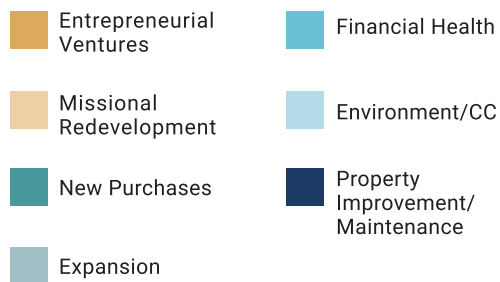 Entrepreneurial
Ventures
Missional
Redevelopment
New Purchases
Expansion
Financial Health
Environment/CC
Property
Improvement/
Maintenance